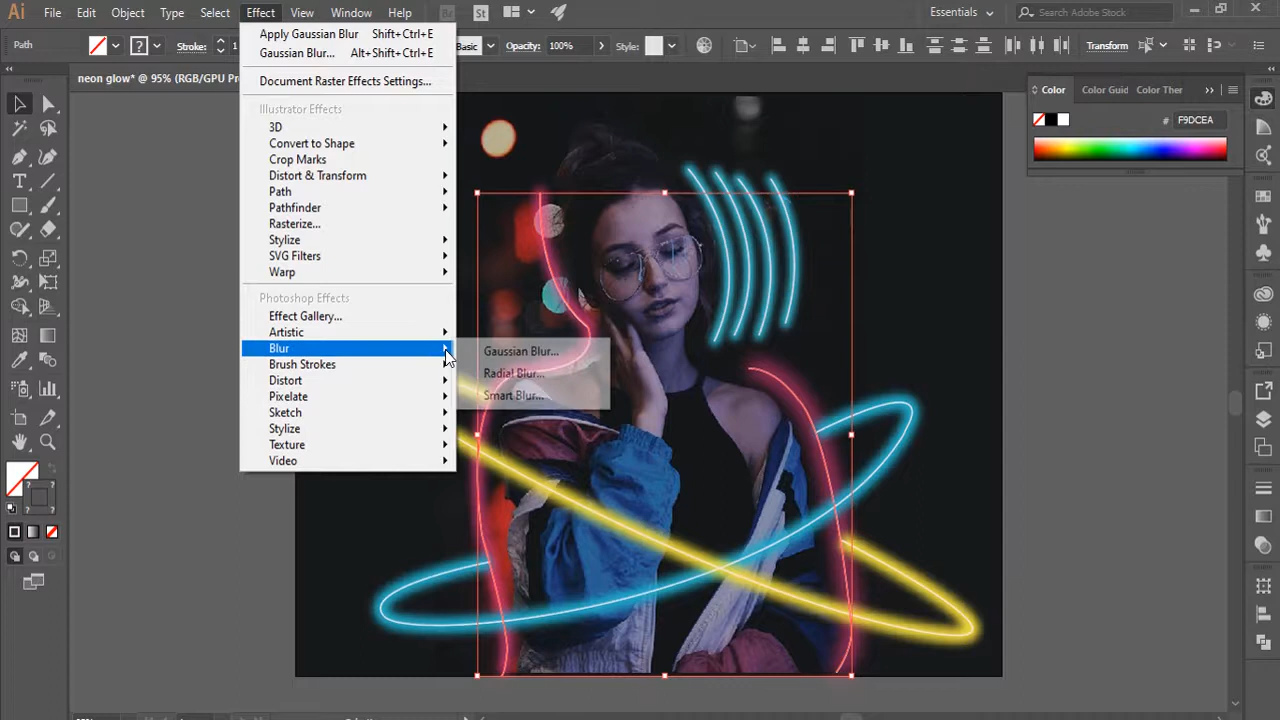 Ai File Edit Object Type Select Effect View Window Help Br St Essentials Search Adobe Stock
Path Stroke: 1 Basic Opacity: 100% Style: Transform
neon glow* @ 95% (RGB/GPU Pre
Apply Gaussian Blur Shift+Ctrl+E
Gaussian Blur... Alt+Shift+Ctrl+E
Document Raster Effects Settings...
Illustrator Effects
3D
Convert to Shape
Crop Marks
Distort & Transform
Path
Pathfinder
Rasterize...
Stylize
SVG Filters
Warp
Photoshop Effects
Effect Gallery...
Artistic
Blur
Brush Strokes
Distort
Pixelate
Sketch
Stylize
Texture
Video
Gaussian Blur...
Radial Blur...
Smart Blur...
Color Color Guid Color Ther
# F9DCEA